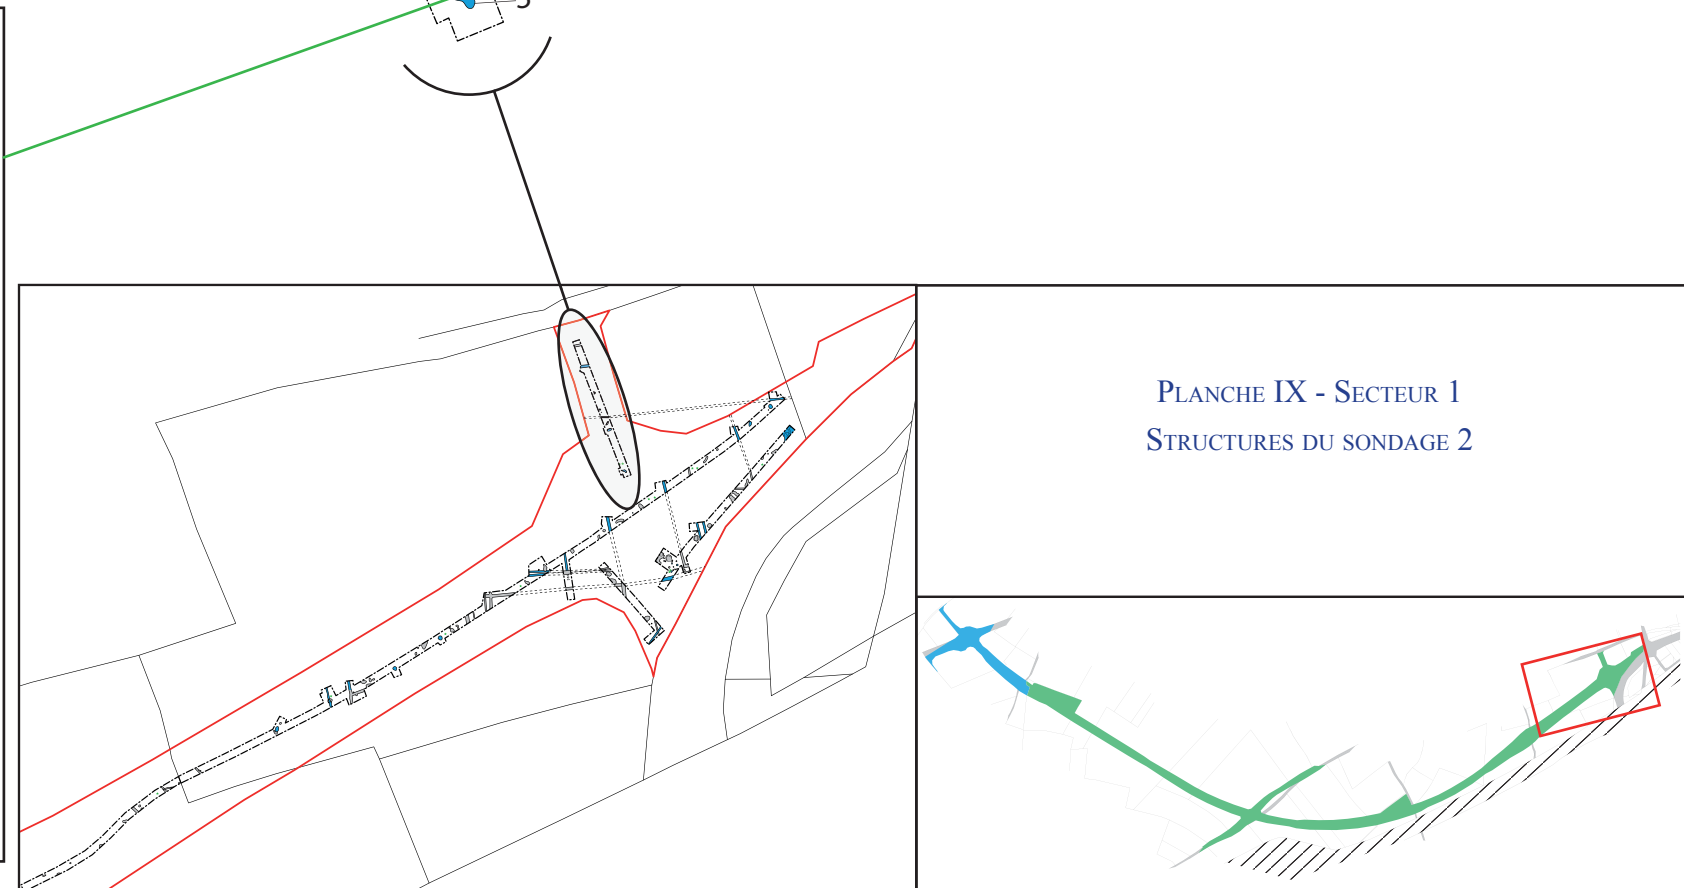 Planche IX - Secteur 1
Structures du sondage 2